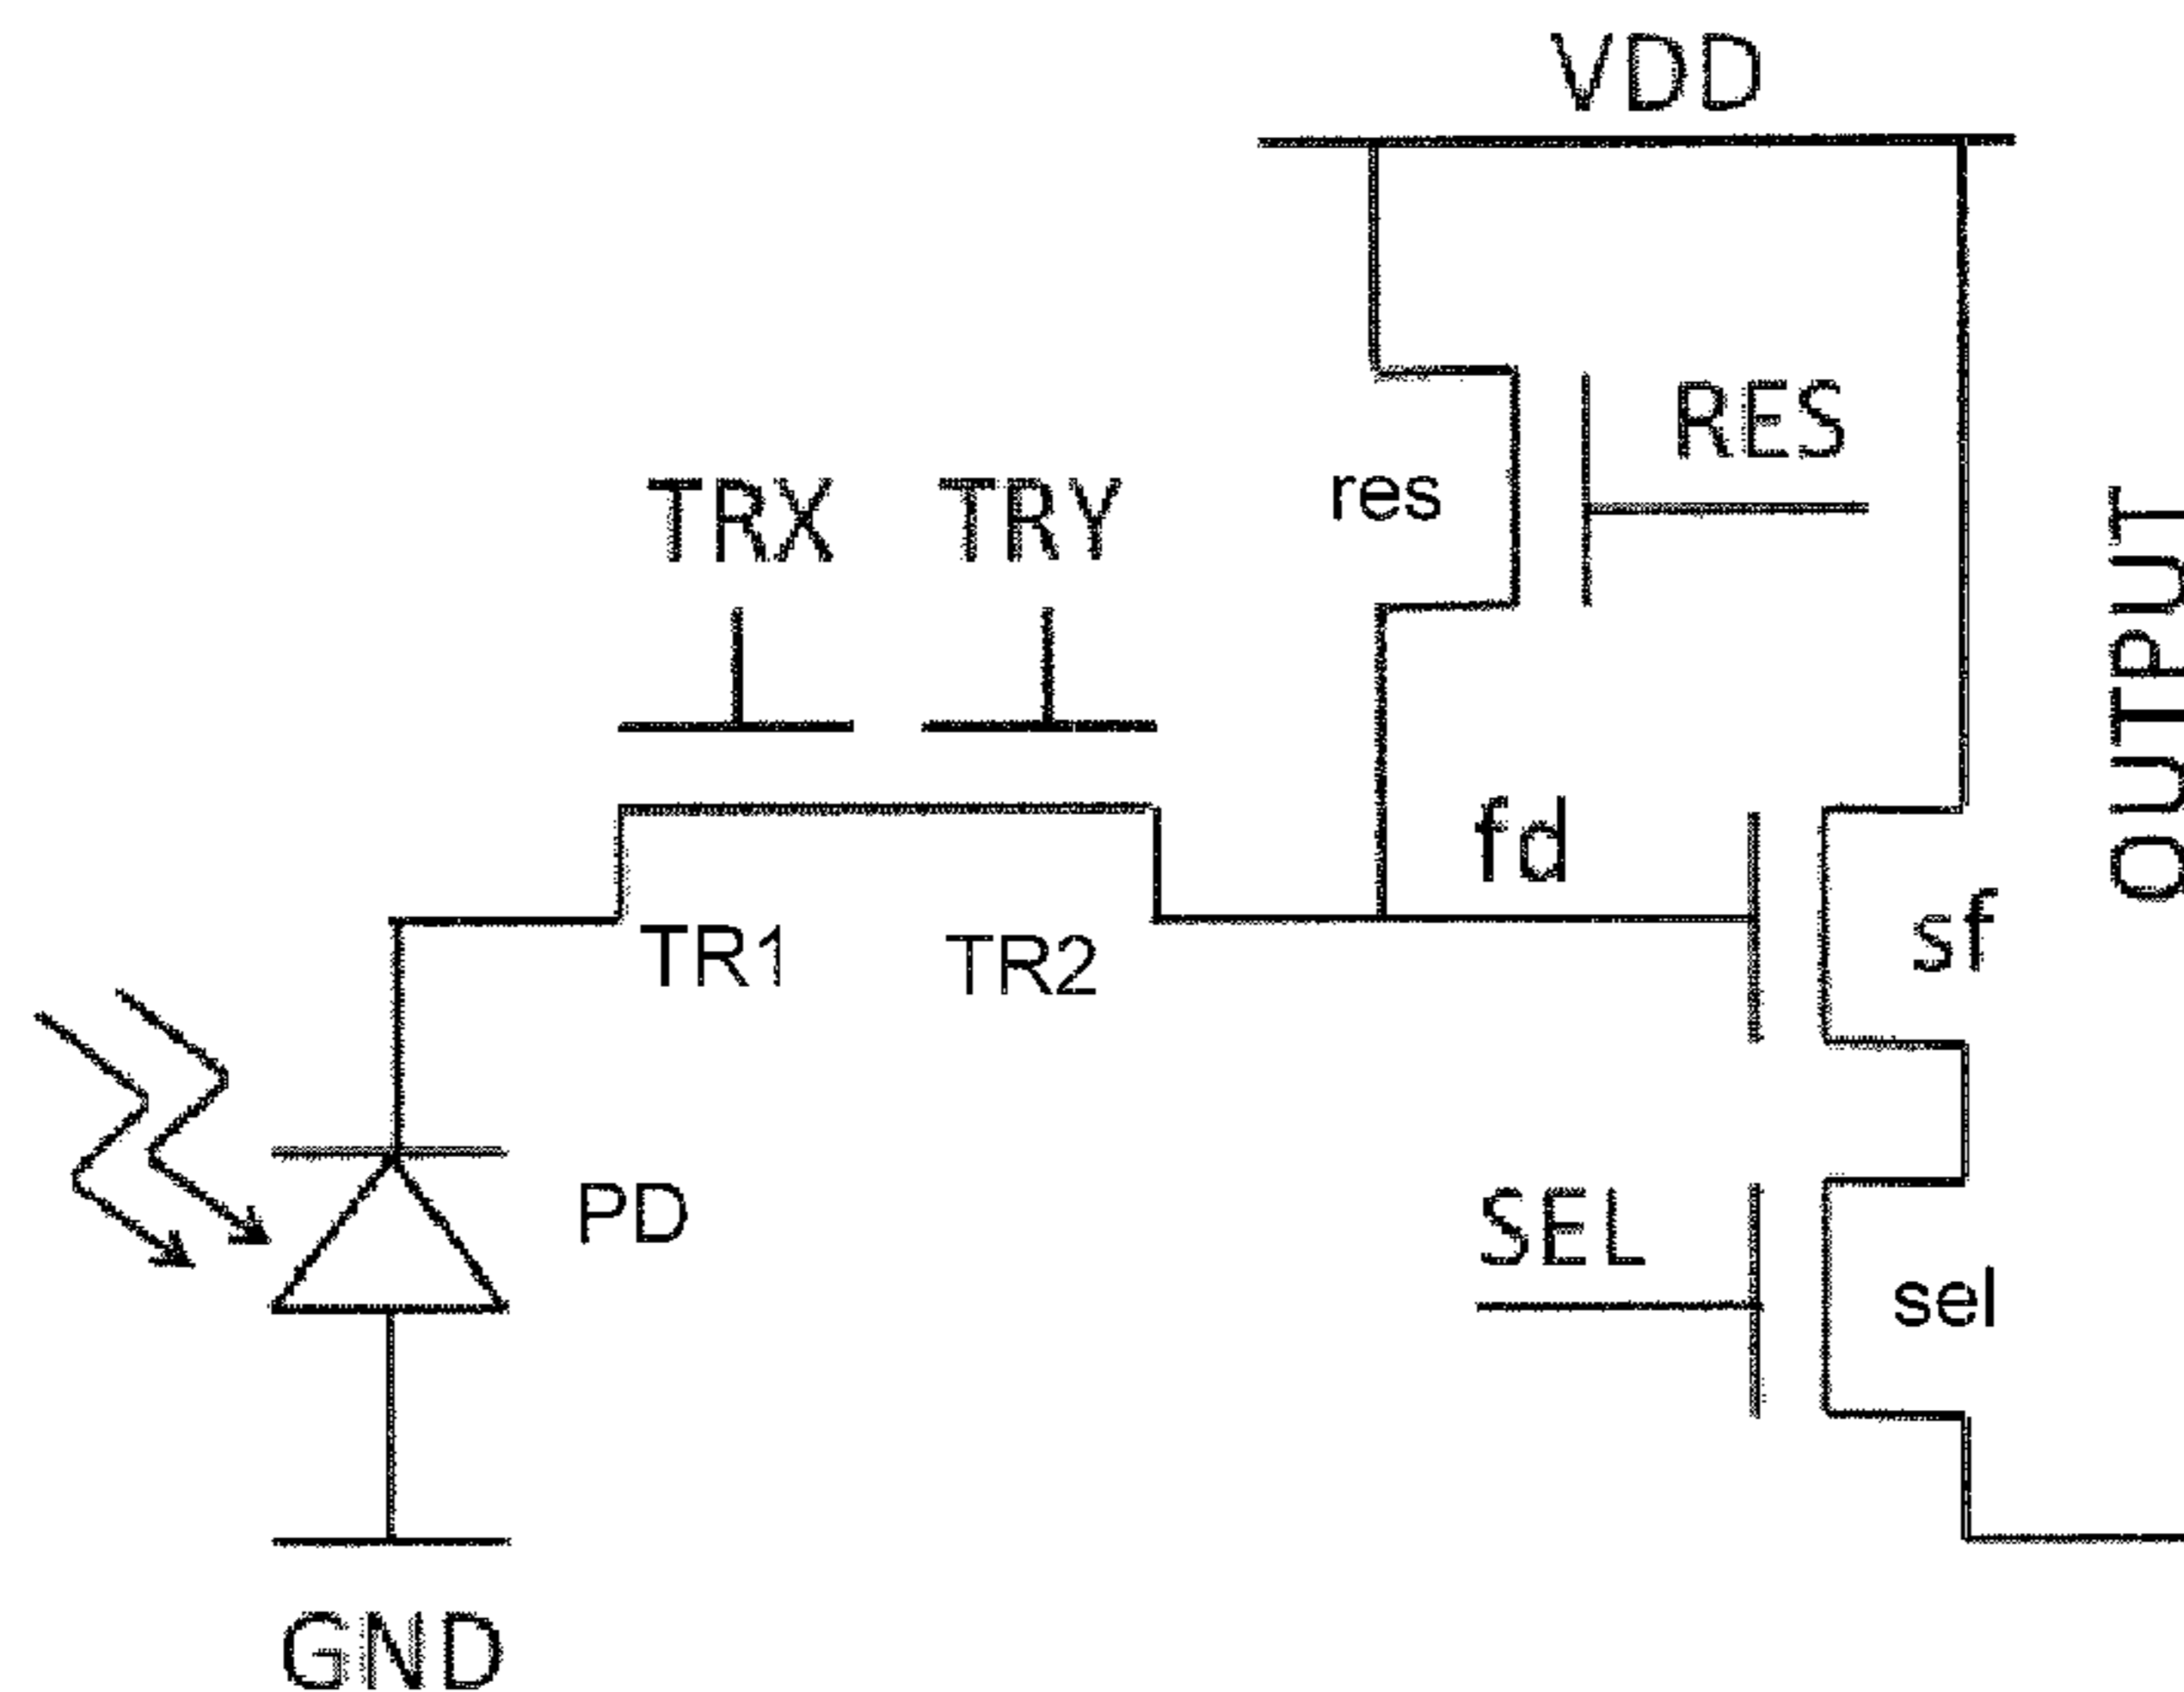 VDD
RES
res
TRX TRY
OUTPUT
fd
sf
TR1 TR2
PD
SEL
sel
GND